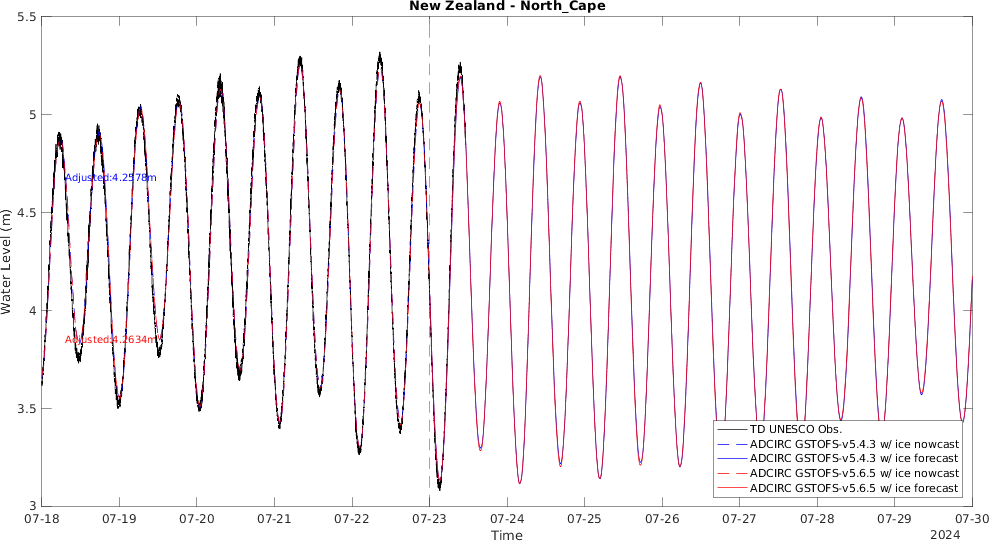 New Zealand - North_Cape
5.5
5
4.5
4
3.5
3
Water Level (m)
Adjusted:4.2578m
Adjusted:4.2634m
TD UNESCO Obs.
ADCIRC GSTOFS-v5.4.3 w/ ice nowcast
ADCIRC GSTOFS-v5.4.3 w/ ice forecast
ADCIRC GSTOFS-v5.6.5 w/ ice nowcast
ADCIRC GSTOFS-v5.6.5 w/ ice forecast
07-18 07-19 07-20 07-21 07-22 07-23 07-24 07-25 07-26 07-27 07-28 07-29 07-30
Time
2024